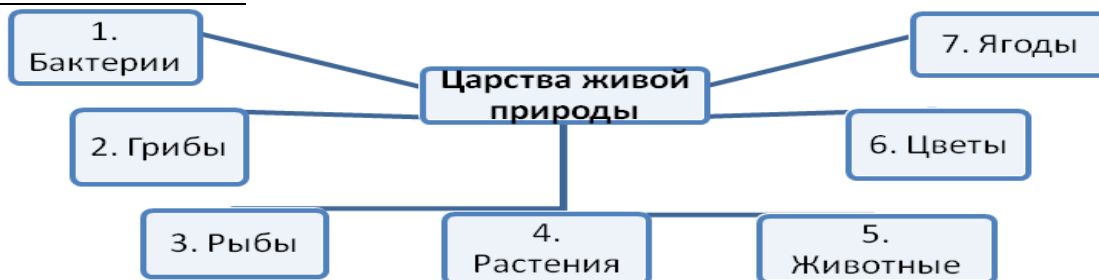 Царства живой
природы
1.
Бактерии
2. Грибы
3. Рыбы
4.
Растения
5.
Животные
6. Цветы
7. Ягоды